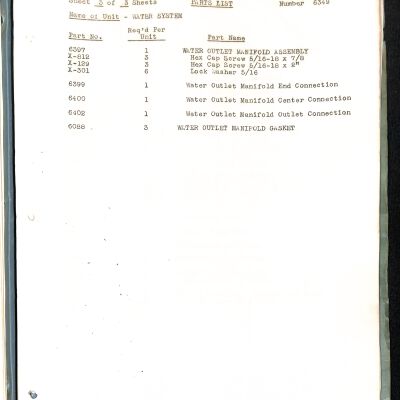 Sheet 3 of 3 Sheets PARTS LIST Number 6349
Name of Unit - WATER SYSTEM
Part No. Req'd Per Unit Part Name
6397 1 WATER OUTLET MANIFOLD ASSEMBLY
X-812 3 Hex Cap Screw 5/16-18 x 7/8
X-129 3 Hex Cap Screw 5/16-18 x 2"
X-301 6 Lock Washer 5/16
6399 1 Water Outlet Manifold End Connection
6400 1 Water Outlet Manifold Center Connection
6402 1 Water Outlet Manifold Outlet Connection
6088 3 WATER OUTLET MANIFOLD GASKET